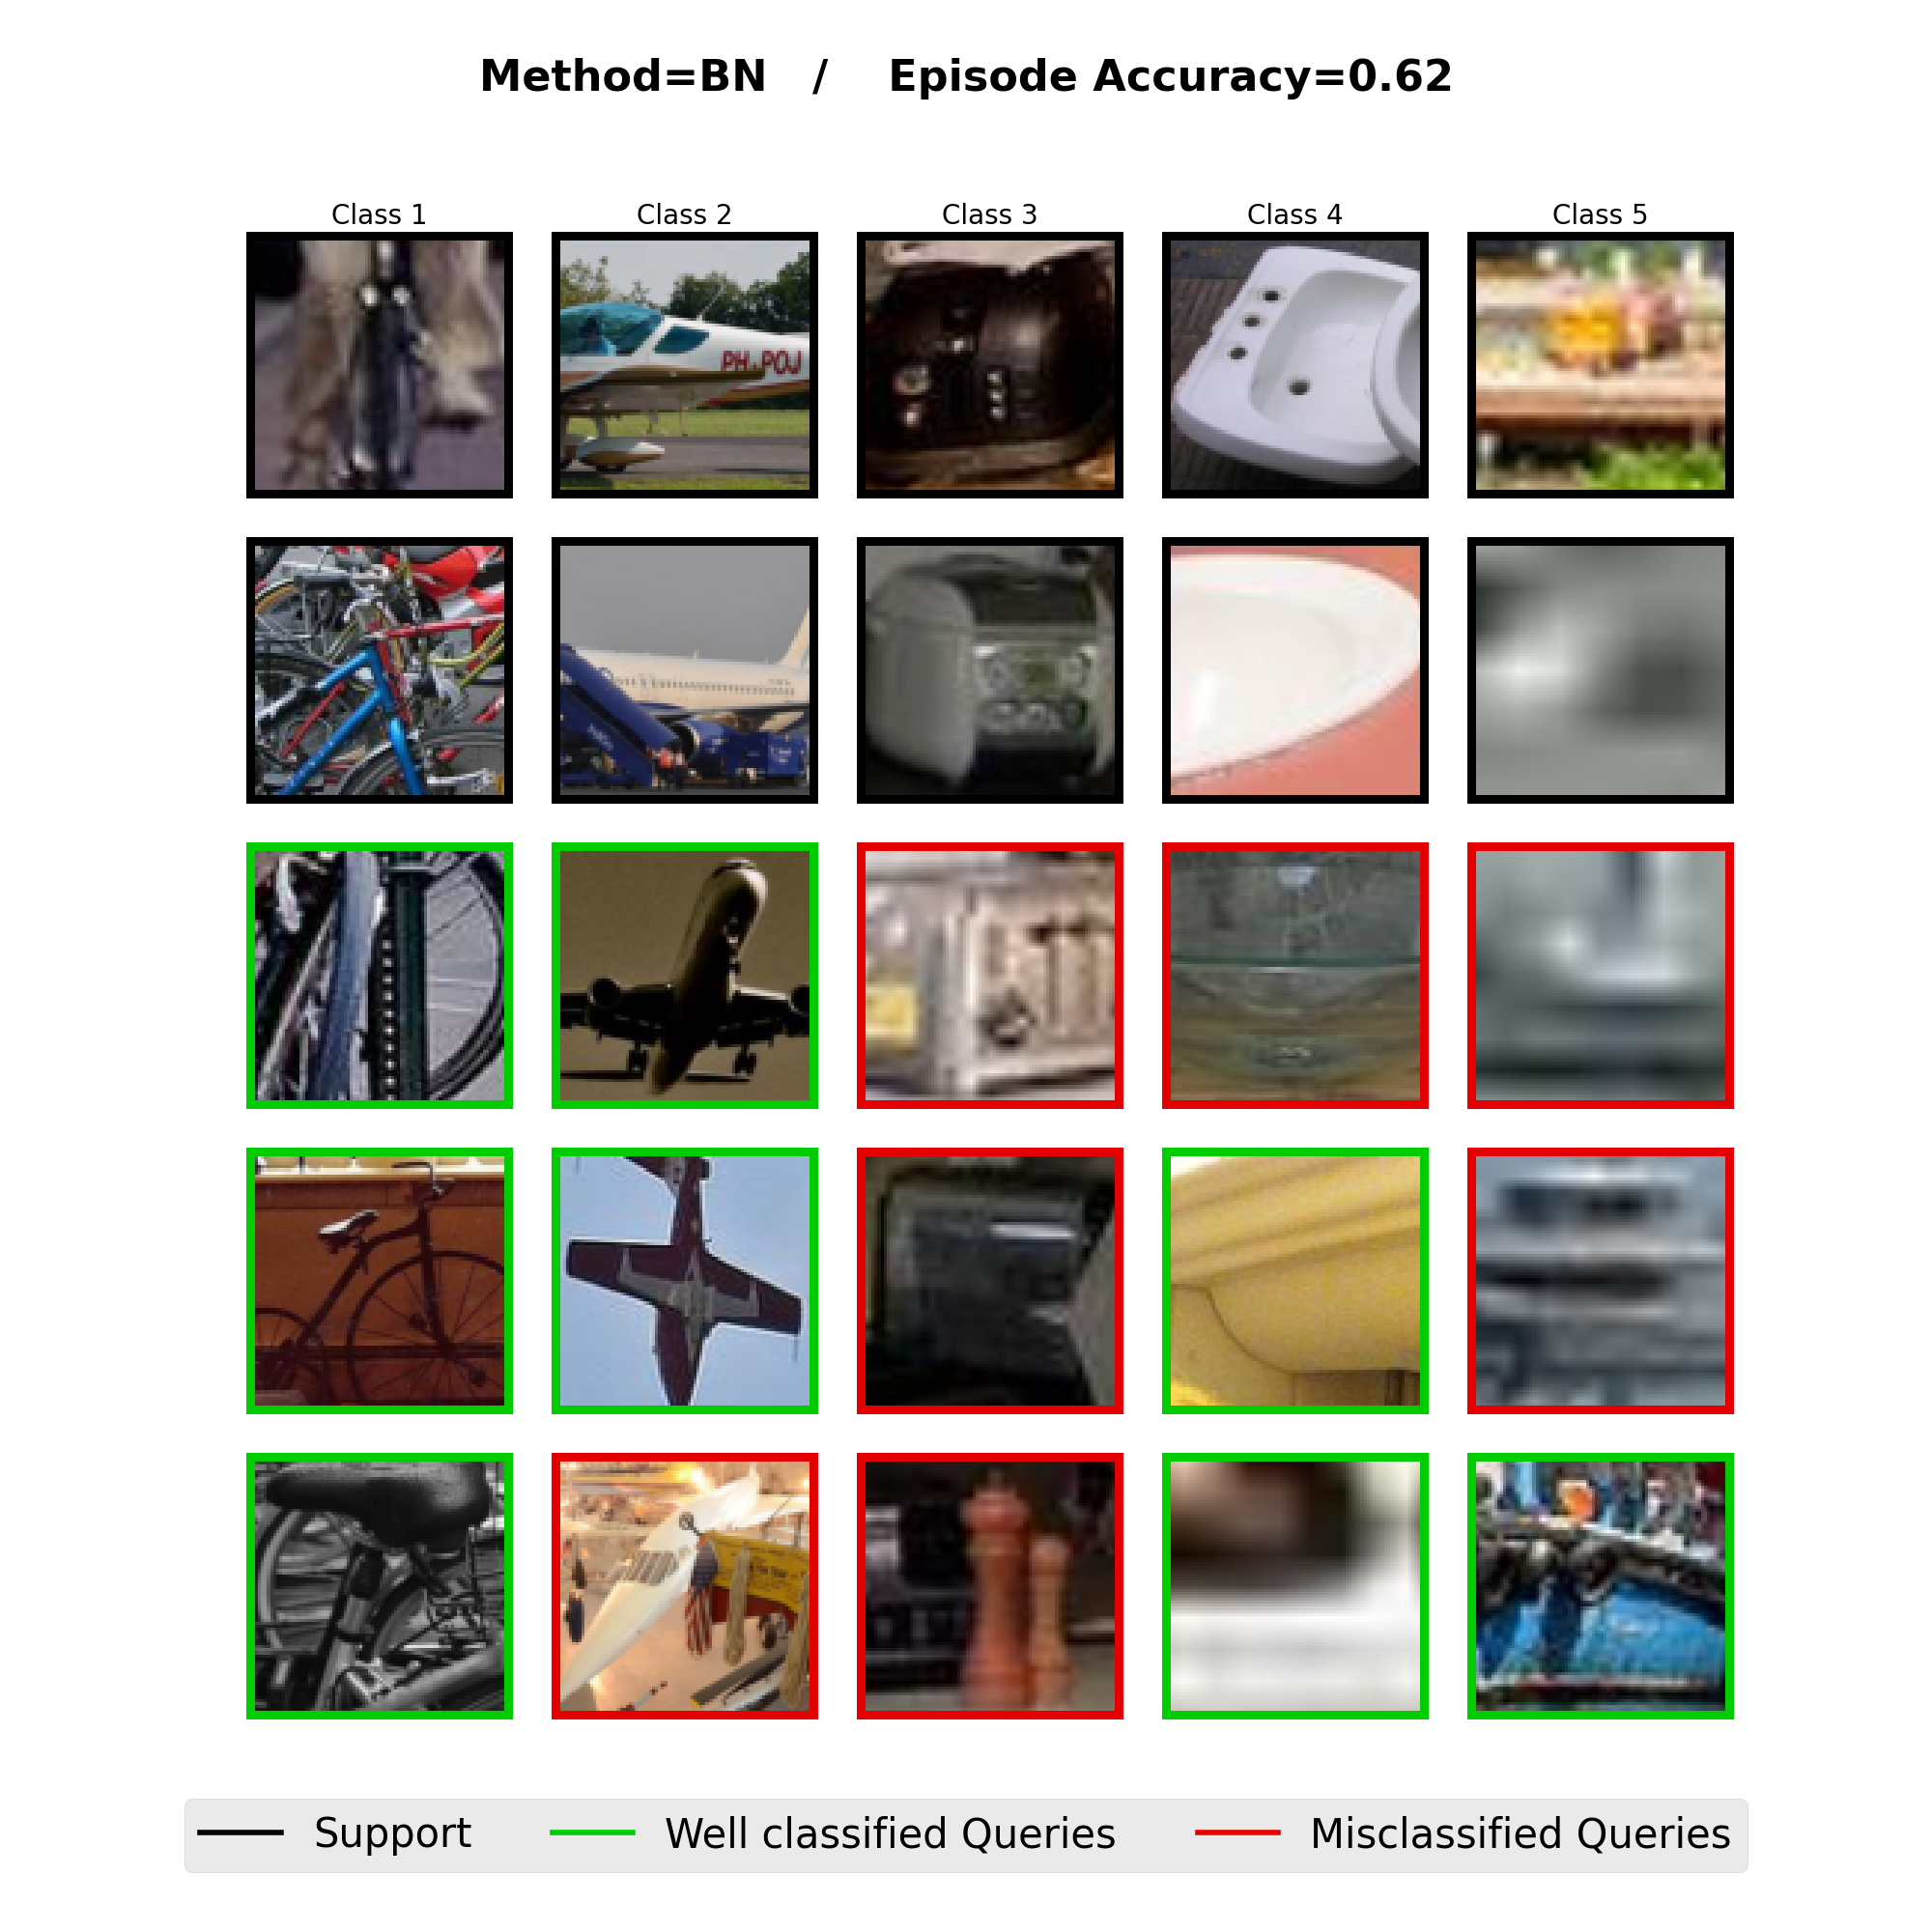 Method=BN / Episode Accuracy=0.62
Class 1 Class 2 Class 3 Class 4 Class 5
PH-POJ
Support Well classified Queries Misclassified Queries